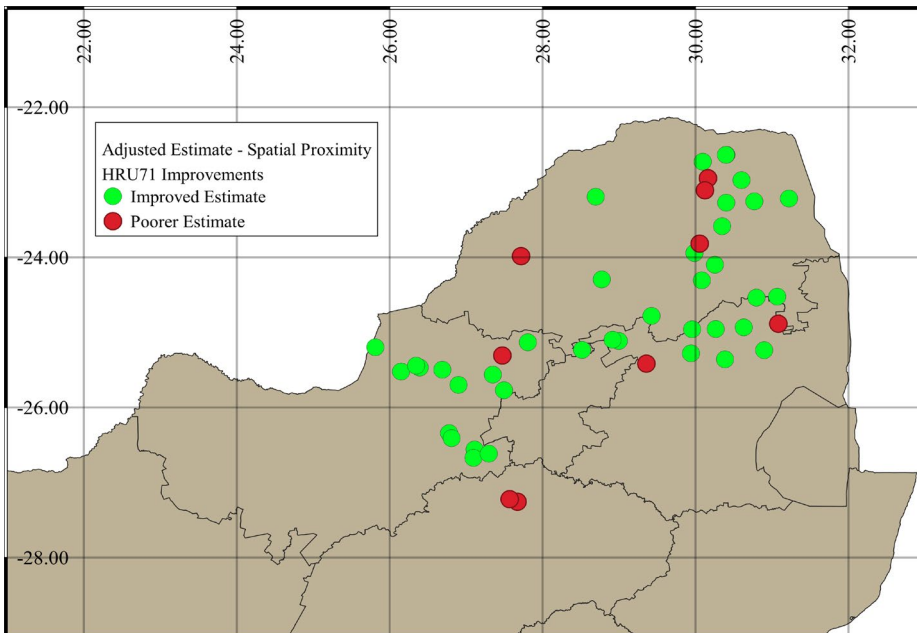 22.00
24.00
26.00
28.00
30.00
32.00
-22.00
Adjusted Estimate - Spatial Proximity
HRU71 Improvements
Improved Estimate
Poorer Estimate
-24.00
-26.00
-28.00